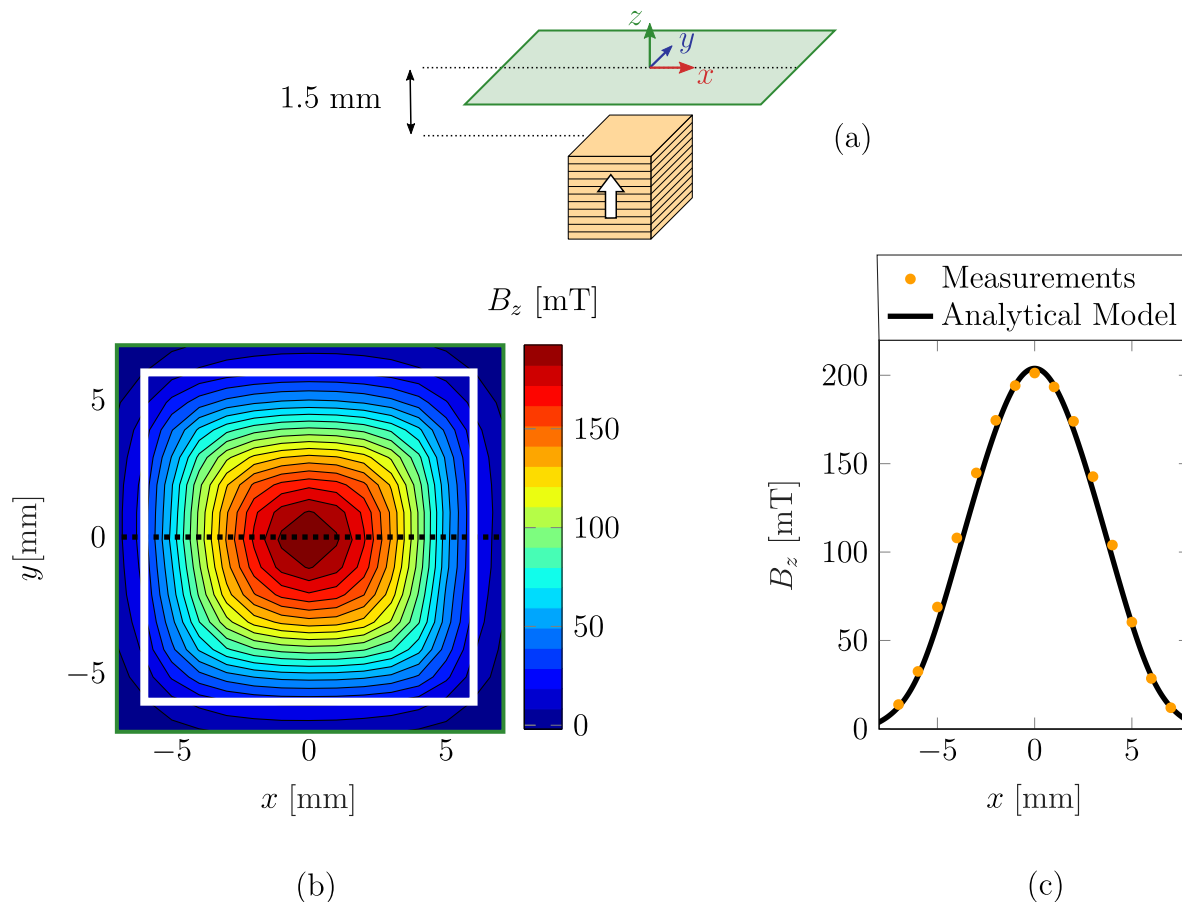 z
y
x
1.5 mm
(a)
B_z [mT]
5
0
−5
y[mm]
−5 0 5
x [mm]
150
100
50
0
(b)
Measurements
Analytical Model
200
150
100
50
0
B_z [mT]
−5 0 5
x [mm]
(c)